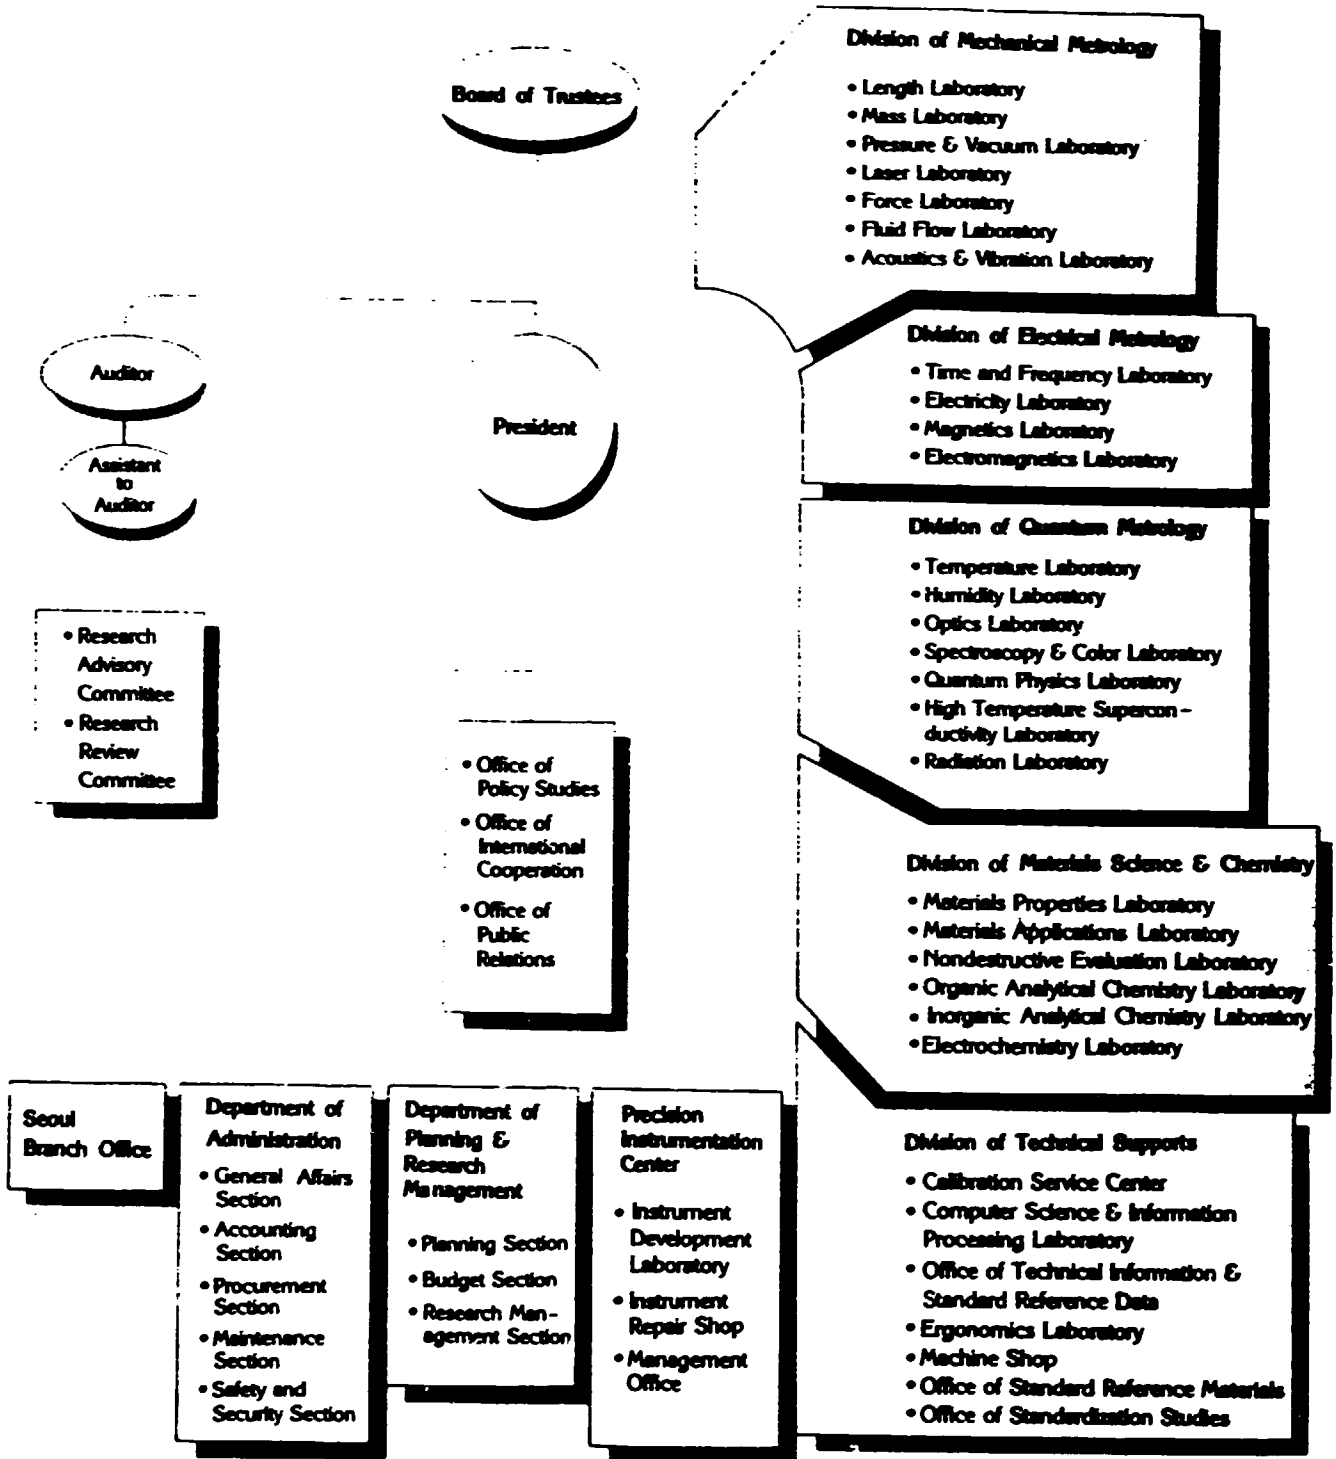 Board of Trustees
Auditor
Assistant
to
Auditor
President
• Research
Advisory
Committee
• Research
Review
Committee
• Office of
Policy Studies
• Office of
International
Cooperation
• Office of
Public
Relations
Division of Mechanical Metrology
• Length Laboratory
• Mass Laboratory
• Pressure & Vacuum Laboratory
• Laser Laboratory
• Force Laboratory
• Fluid Flow Laboratory
• Acoustics & Vibration Laboratory
Division of Electrical Metrology
• Time and Frequency Laboratory
• Electricity Laboratory
• Magnetics Laboratory
• Electromagnetics Laboratory
Division of Quantum Metrology
• Temperature Laboratory
• Humidity Laboratory
• Optics Laboratory
• Spectroscopy & Color Laboratory
• Quantum Physics Laboratory
• High Temperature Supercon-
ductivity Laboratory
• Radiation Laboratory
Division of Materials Science & Chemistry
• Materials Properties Laboratory
• Materials Applications Laboratory
• Nondestructive Evaluation Laboratory
• Organic Analytical Chemistry Laboratory
• Inorganic Analytical Chemistry Laboratory
• Electrochemistry Laboratory
Seoul
Branch Office
Department of
Administration
• General Affairs
Section
• Accounting
Section
• Procurement
Section
• Maintenance
Section
• Safety and
Security Section
Department of
Planning &
Research
Management
• Planning Section
• Budget Section
• Research Man-
agement Section
Precision
Instrumentation
Center
• Instrument
Development
Laboratory
• Instrument
Repair Shop
• Management
Office
Division of Technical Supports
• Calibration Service Center
• Computer Science & Information
Processing Laboratory
• Office of Technical Information &
Standard Reference Data
• Ergonomics Laboratory
• Machine Shop
• Office of Standard Reference Materials
• Office of Standardization Studies